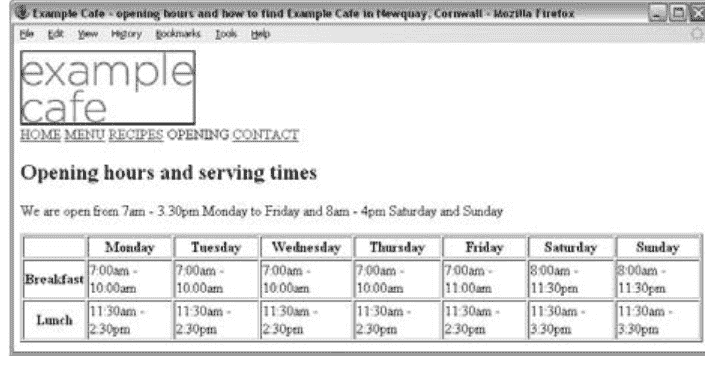 Example Cafe - opening hours and how to find Example Cafe in Newquay, Cornwall - Mozilla Firefox
File Edit View History Bookmarks Tools Help
example
cafe
HOME MENU RECIPES OPENING CONTACT
Opening hours and serving times
We are open from 7am - 3.30pm Monday to Friday and 8am - 4pm Saturday and Sunday
Monday Tuesday Wednesday Thursday Friday Saturday Sunday
Breakfast 7:00am - 7:00am - 7:00am - 7:00am - 7:00am - 8:00am - 8:00am -
10:00am 10:00am 10:00am 10:00am 11:00am 11:30pm 11:30pm
Lunch 11:30am - 11:30am - 11:30am - 11:30am - 11:30am - 11:30am - 11:30am -
2:30pm 2:30pm 2:30pm 2:30pm 2:30pm 3:30pm 3:30pm